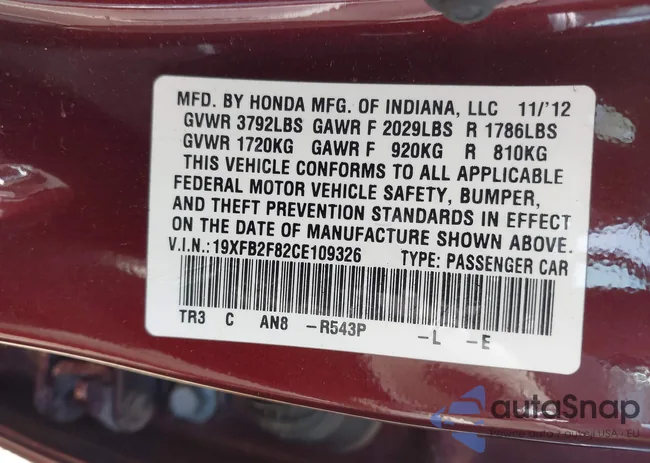 MFD. BY HONDA MFG. OF INDIANA, LLC 11/'12
GVWR 3792LBS GAWR F 2029LBS R 1786LBS
GVWR 1720KG GAWR F 920KG R 810KG
THIS VEHICLE CONFORMS TO ALL APPLICABLE
FEDERAL MOTOR VEHICLE SAFETY, BUMPER,
AND THEFT PREVENTION STANDARDS IN EFFECT
ON THE DATE OF MANUFACTURE SHOWN ABOVE.
V.I.N.:19XFB2F82CE109326 TYPE: PASSENGER CAR
TR3 C AN8 -R543P -L -E
autoSnap